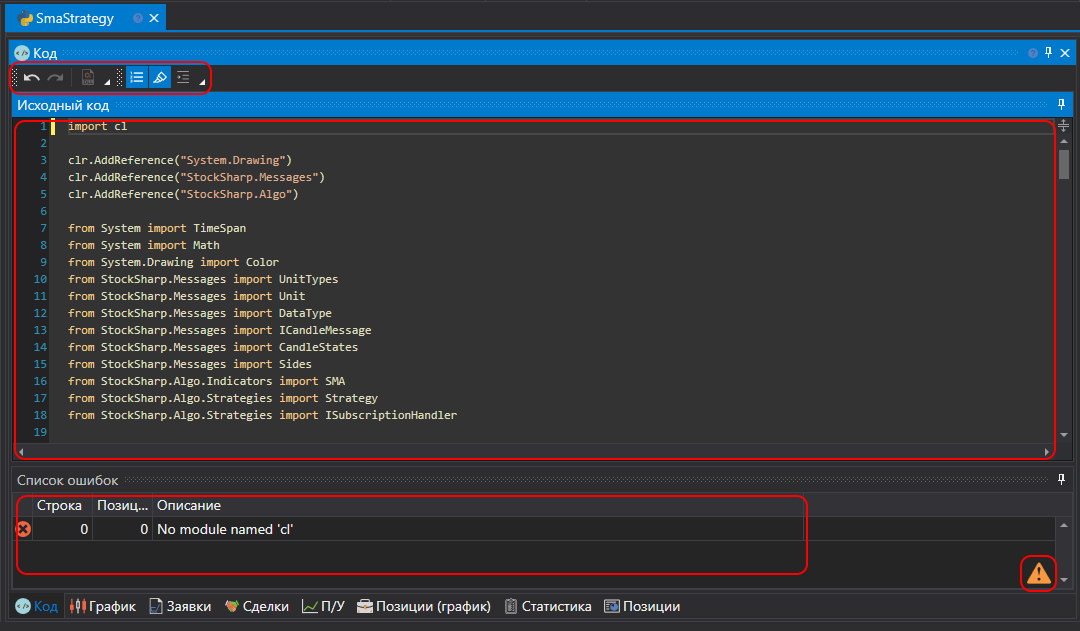 SmaStrategy
Код
Исходный код
1 import cl
2
3 clr.AddReference("System.Drawing")
4 clr.AddReference("StockSharp.Messages")
5 clr.AddReference("StockSharp.Algo")
6
7 from System import TimeSpan
8 from System import Math
9 from System.Drawing import Color
10 from StockSharp.Messages import UnitTypes
11 from StockSharp.Messages import Unit
12 from StockSharp.Messages import DataType
13 from StockSharp.Messages import ICandleMessage
14 from StockSharp.Messages import CandleStates
15 from StockSharp.Messages import Sides
16 from StockSharp.Algo.Indicators import SMA
17 from StockSharp.Algo.Strategies import Strategy
18 from StockSharp.Algo.Strategies import ISubscriptionHandler
19
Список ошибок
Строка Позиц... Описание
0 0 No module named 'cl'
Код График Заявки Сделки П/У Позиции (график) Статистика Позиции